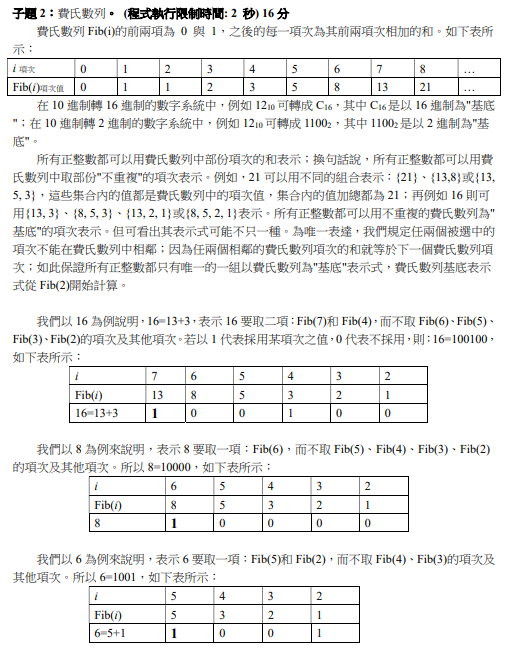 子題 2：費氏數列。 (程式執行限制時間: 2 秒) 16 分
費氏數列 Fib(i)的前兩項為 0 與 1，之後的每一項次為其前兩項次相加的和。如下表所
示：
i 項次 0 1 2 3 4 5 6 7 8 …
Fib(i)項次值 0 1 1 2 3 5 8 13 21 …
在 10 進制轉 16 進制的數字系統中，例如 12₁₀可轉成 C₁₆，其中 C₁₆是以 16 進制為"基底
"；在 10 進制轉 2 進制的數字系統中，例如 12₁₀可轉成 1100₂，其中 1100₂是以 2 進制為"基
底"。
所有正整數都可以用費氏數列中部份項次的和表示；換句話說，所有正整數都可以用費
氏數列中取部份"不重複"的項次表示。例如，21 可以用不同的組合表示：{21}、{13,8}或{13,
5, 3}，這些集合內的值都是費氏數列中的項次值，集合內的值加總都為 21；再例如 16 則可
用{13, 3}、{8, 5, 3}、{13, 2, 1}或{8, 5, 2, 1}表示。所有正整數都可以用不重複的費氏數列為"
基底"的項次表示。但可看出其表示式可能不只一種。為唯一表達，我們規定任兩個被選中的
項次不能在費氏數列中相鄰；因為任兩個相鄰的費氏數列項次的和就等於下一個費氏數列項
次；如此保證所有正整數都只有唯一的一組以費氏數列為"基底"表示式，費氏數列基底表示
式從 Fib(2)開始計算。
我們以 16 為例說明，16=13+3，表示 16 要取二項：Fib(7)和 Fib(4)，而不取 Fib(6)、Fib(5)、
Fib(3)、Fib(2)的項次及其他項次。若以 1 代表採用某項次之值，0 代表不採用，則：16=100100，
如下表所示：
i 7 6 5 4 3 2
Fib(i) 13 8 5 3 2 1
16=13+3 1 0 0 1 0 0
我們以 8 為例來說明，表示 8 要取一項：Fib(6)，而不取 Fib(5)、Fib(4)、Fib(3)、Fib(2)
的項次及其他項次。所以 8=10000，如下表所示：
i 6 5 4 3 2
Fib(i) 8 5 3 2 1
8 1 0 0 0 0
我們以 6 為例來說明，表示 6 要取一項：Fib(5)和 Fib(2)，而不取 Fib(4)、Fib(3)的項次及
其他項次。所以 6=1001，如下表所示：
i 5 4 3 2
Fib(i) 5 3 2 1
6=5+1 1 0 0 1